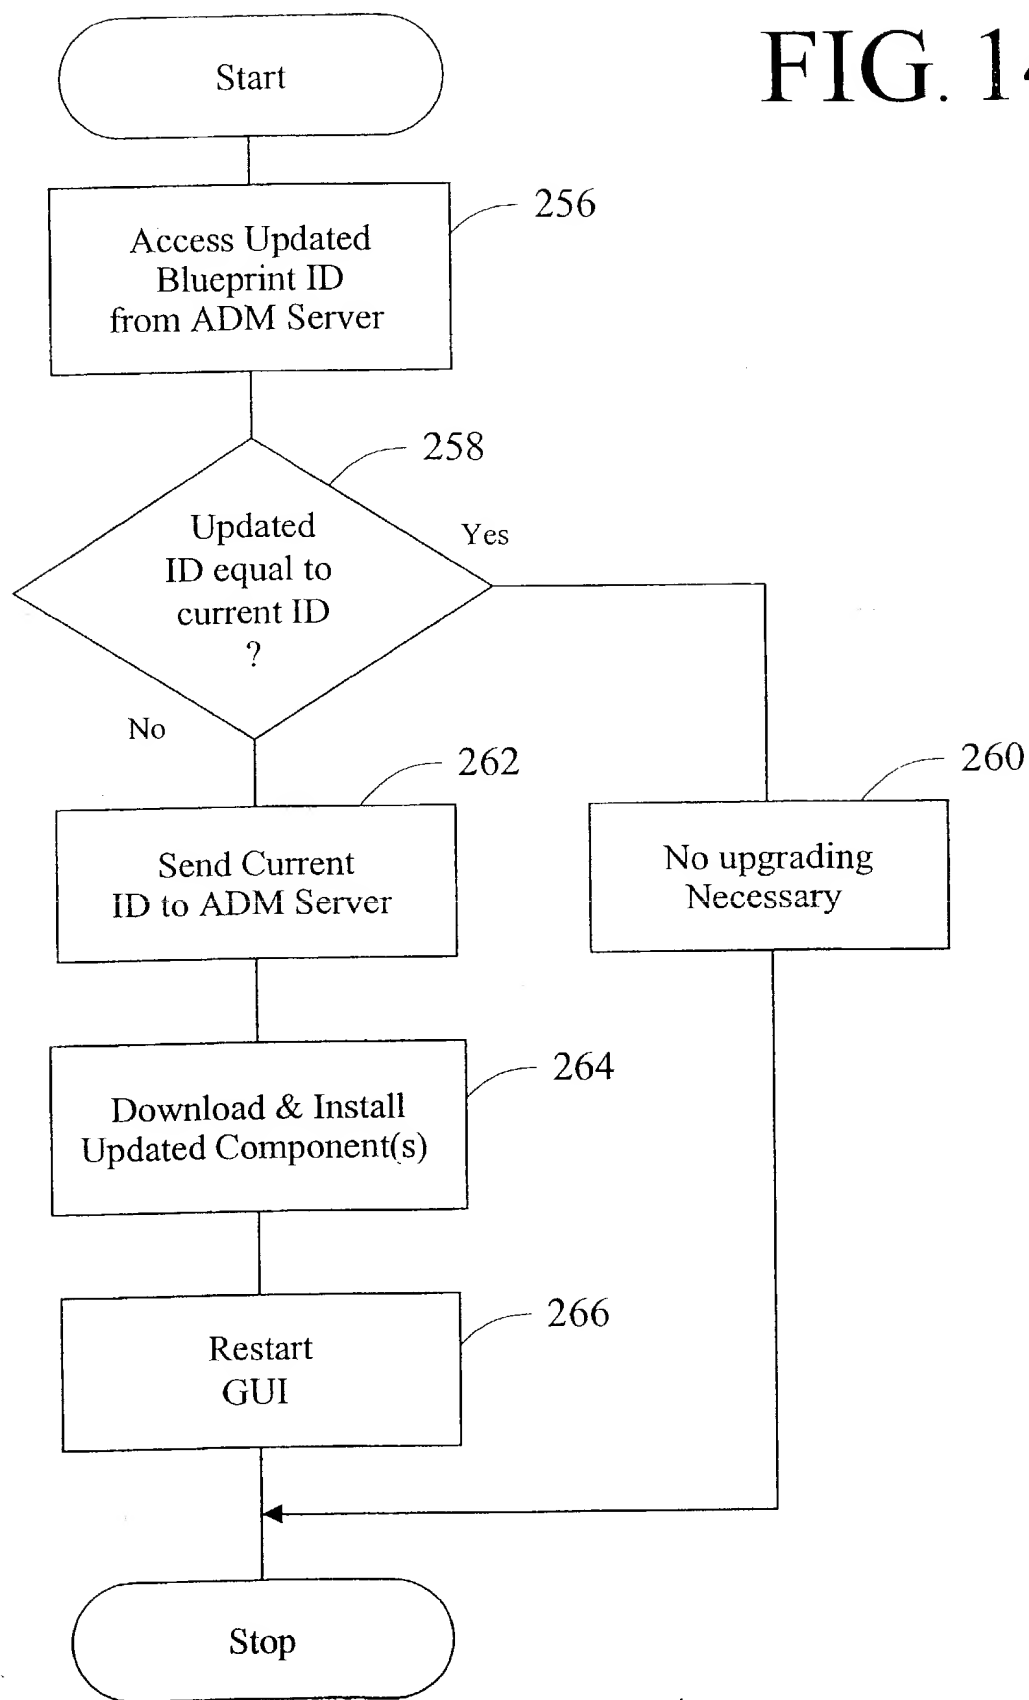 FIG. 14
Start
256
Access Updated
Blueprint ID
from ADM Server
258
Updated
ID equal to
current ID
?
Yes
No
262
Send Current
ID to ADM Server
260
No upgrading
Necessary
264
Download & Install
Updated Component(s)
266
Restart
GUI
Stop